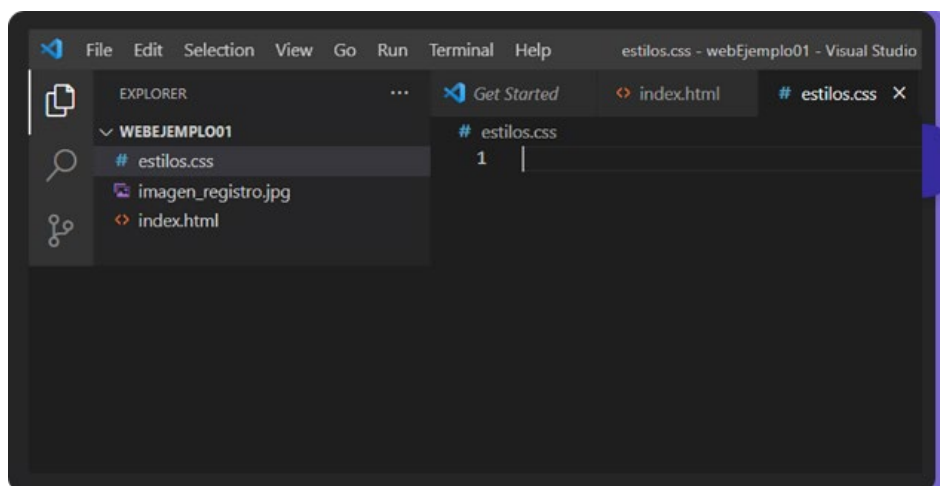 File Edit Selection View Go Run Terminal Help estilos.css - webEjemplo01 - Visual Studio
EXPLORER ··· Get Started index.html # estilos.css ×
WEBEJEMPLO01 # estilos.css
# estilos.css 1
imagen_registro.jpg
index.html